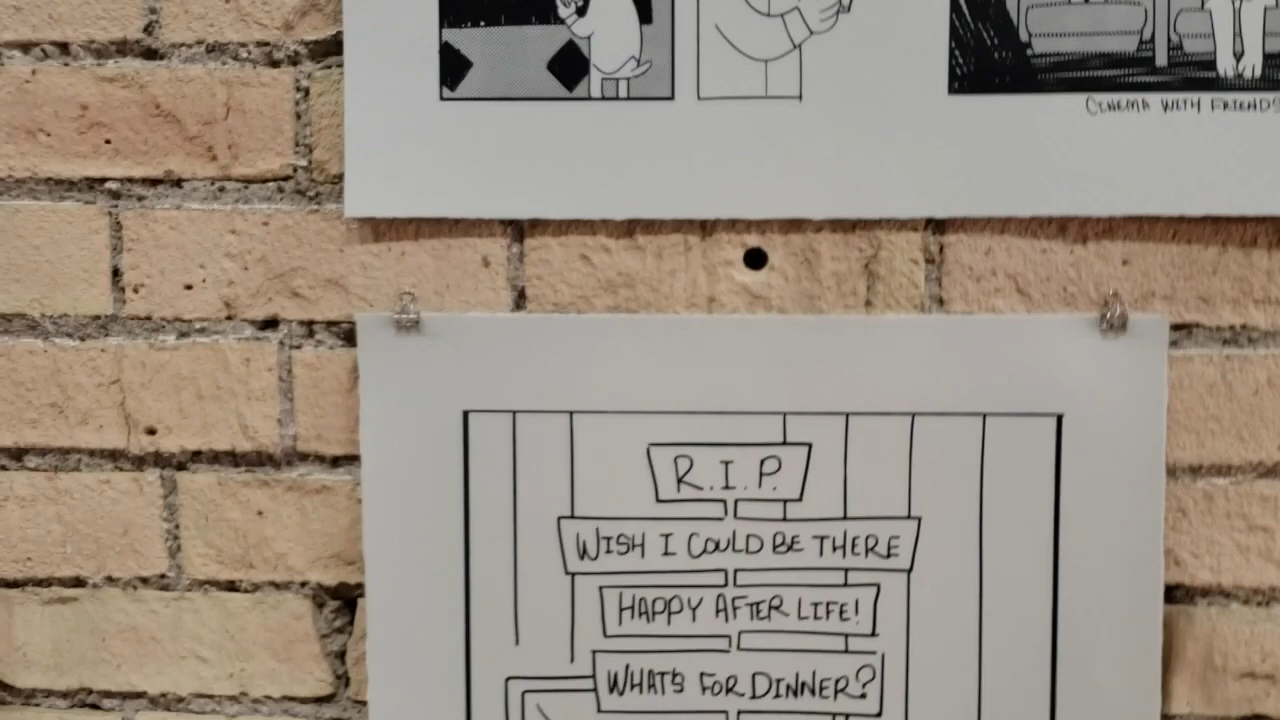 CINEMA WITH FRIENDS
R.I.P.
WISH I COULD BE THERE
HAPPY AFTER LIFE!
WHAT'S FOR DINNER?